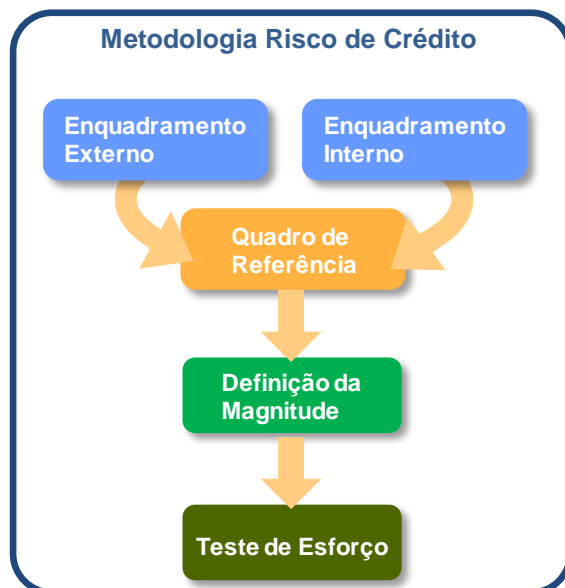 Metodologia Risco de Crédito
Enquadramento
Externo
Enquadramento
Interno
Quadro de
Referência
Definição da
Magnitude
Teste de Esforço